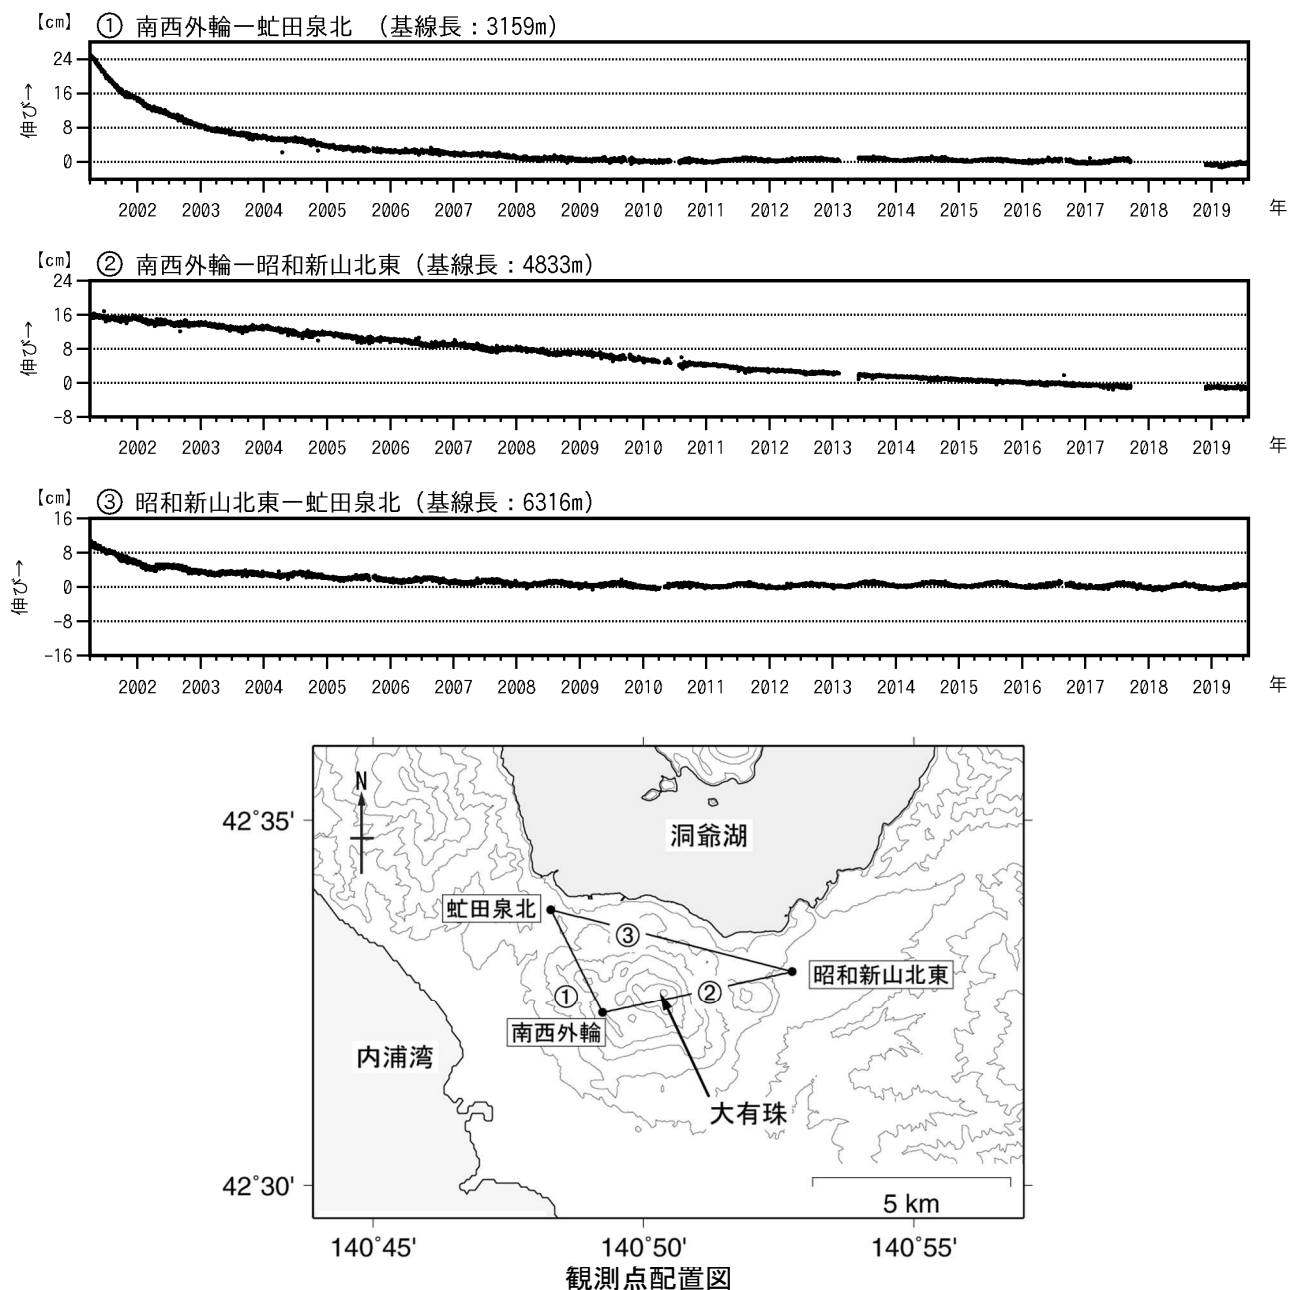 【cm】 ① 南西外輪ー虻田泉北 （基線長：3159m）
24
16
8
0
伸び→
2002 2003 2004 2005 2006 2007 2008 2009 2010 2011 2012 2013 2014 2015 2016 2017 2018 2019 年
【cm】 ② 南西外輪ー昭和新山北東（基線長：4833m）
24
16
8
0
-8
伸び→
2002 2003 2004 2005 2006 2007 2008 2009 2010 2011 2012 2013 2014 2015 2016 2017 2018 2019 年
【cm】 ③ 昭和新山北東ー虻田泉北（基線長：6316m）
16
8
0
-8
-16
伸び→
2002 2003 2004 2005 2006 2007 2008 2009 2010 2011 2012 2013 2014 2015 2016 2017 2018 2019 年
N
42°35'
洞爺湖
虻田泉北
③
昭和新山北東
②
①
南西外輪
内浦湾
大有珠
42°30'
5 km
140°45' 140°50' 140°55'
観測点配置図